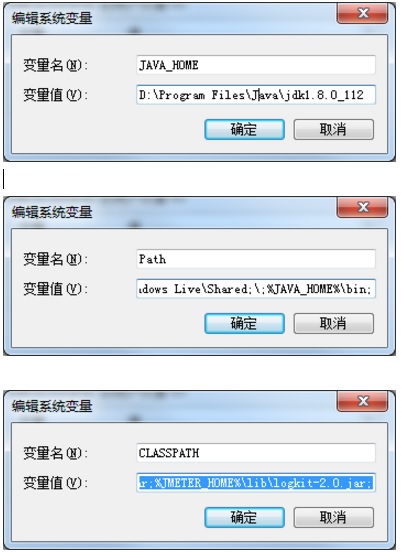 编辑系统变量
变量名(N):
JAVA_HOME
变量值(V):
D:\Program Files\Java\jdk1.8.0_112
确定
取消
编辑系统变量
变量名(N):
Path
变量值(V):
dows Live\Shared;\;%JAVA_HOME%\bin;
确定
取消
编辑系统变量
变量名(N):
CLASSPATH
变量值(V):
r;%JMETER_HOME%\lib\logkit-2.0.jar;
确定
取消